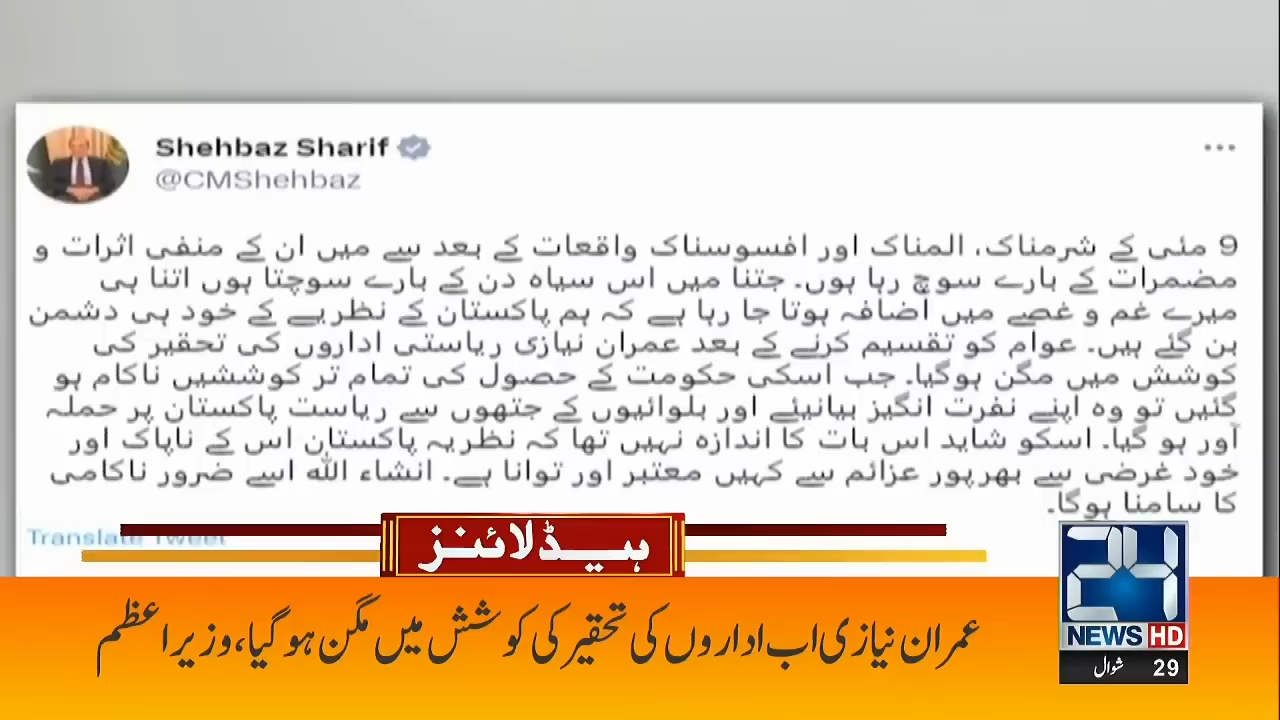 Shehbaz Sharif
@CMShehbaz
9 مئی کے شرمناک، المناک اور افسوسناک واقعات کے بعد سے میں ان کے منفی اثرات و
مضمرات کے بارے سوچ رہا ہوں۔ جتنا میں اس سیاہ دن کے بارے سوچتا ہوں اتنا ہی
میرے غم و غصے میں اضافہ ہوتا جا رہا ہے کہ ہم پاکستان کے نظریے کے خود ہی دشمن
بن گئے ہیں۔ عوام کو تقسیم کرنے کے بعد عمران نیازی ریاستی اداروں کی تحقیر کی
کوشش میں مگن ہوگیا۔ جب اسکی حکومت کے حصول کی تمام تر کوششیں ناکام ہو
گئیں تو وہ اپنے نفرت انگیز بیانیئے اور بلوائیوں کے جتھوں سے ریاست پاکستان پر حملہ
آور ہو گیا۔ اسکو شاید اس بات کا اندازہ نہیں تھا کہ نظریہ پاکستان اس کے ناپاک اور
خود غرضی سے بھرپور عزائم سے کہیں معتبر اور توانا ہے۔ انشاء اللہ اسے ضرور ناکامی
کا سامنا ہوگا۔
Translate Tweet
ہیڈلائنز
عمران نیازی اب اداروں کی تحقیر کی کوشش میں مگن ہوگیا، وزیراعظم
24
NEWS HD
29 شوال